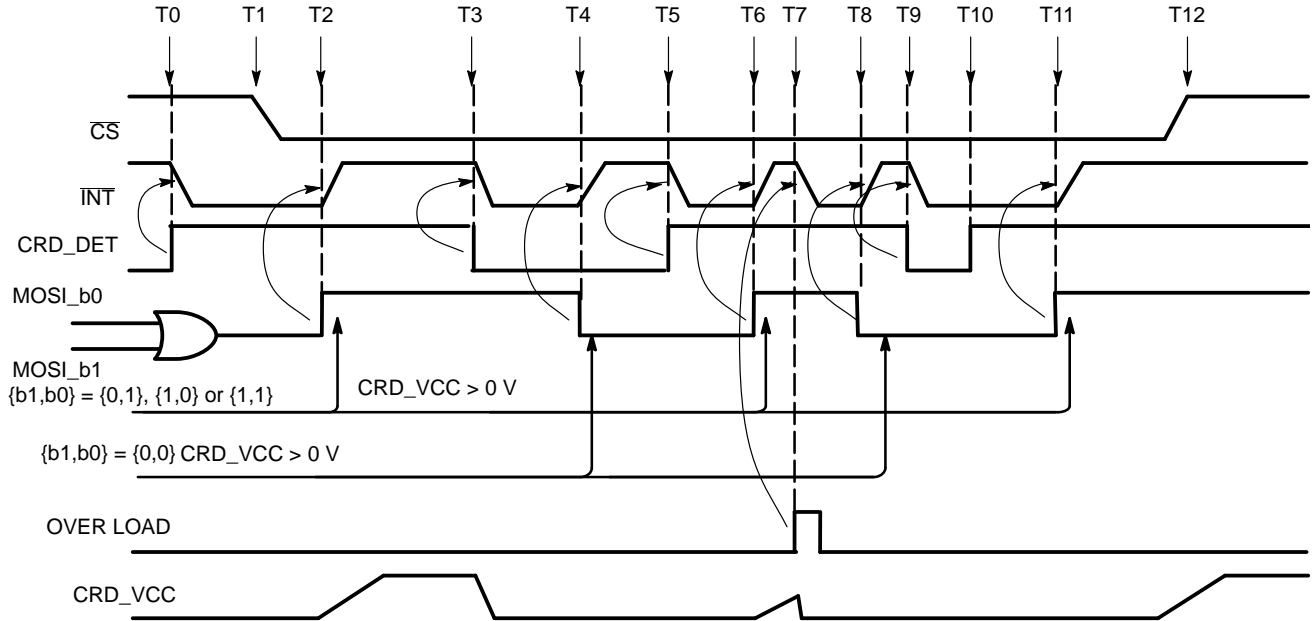 T0 T1 T2 T3 T4 T5 T6 T7 T8 T9 T10 T11 T12
CS
INT
CRD_DET
MOSI_b0
MOSI_b1
{b1,b0} = {0,1}, {1,0} or {1,1} CRD_VCC > 0 V
{b1,b0} = {0,0} CRD_VCC > 0 V
OVER LOAD
CRD_VCC